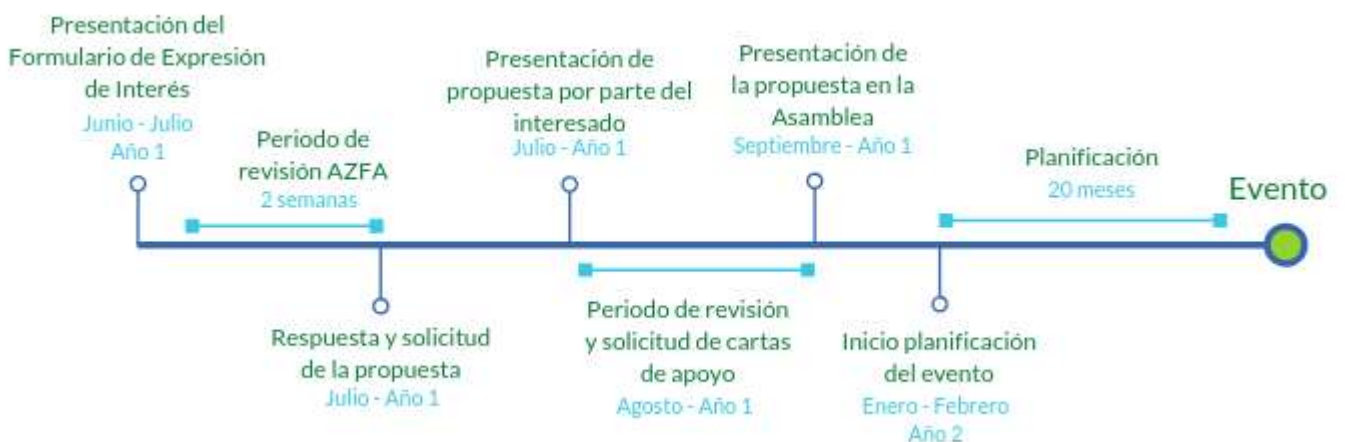 Presentación del
Formulario de Expresión
de Interés
Junio - Julio
Año 1
Periodo de
revisión AZFA
2 semanas
Respuesta y solicitud
de la propuesta
Julio - Año 1
Presentación de
propuesta por parte del
interesado
Julio - Año 1
Periodo de revisión
y solicitud de cartas
de apoyo
Agosto - Año 1
Presentación de
la propuesta en la
Asamblea
Septiembre - Año 1
Inicio planificación
del evento
Enero - Febrero
Año 2
Planificación
20 meses
Evento